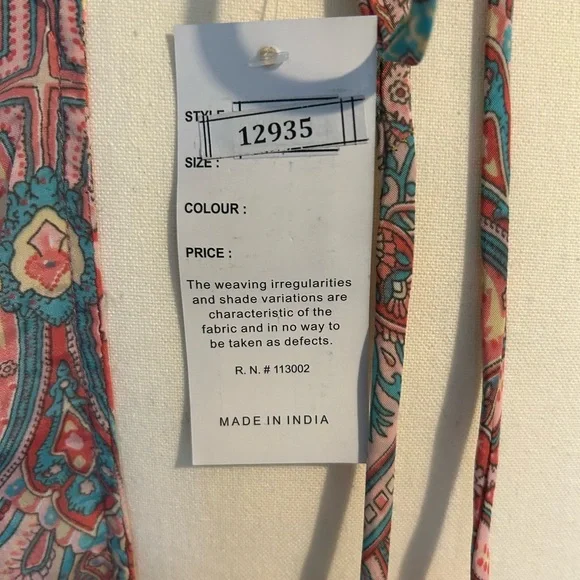 STYLE
12935
SIZE :
COLOUR :
PRICE :
The weaving irregularities
and shade variations are
characteristic of the
fabric and in no way to
be taken as defects.
R. N. # 113002
MADE IN INDIA